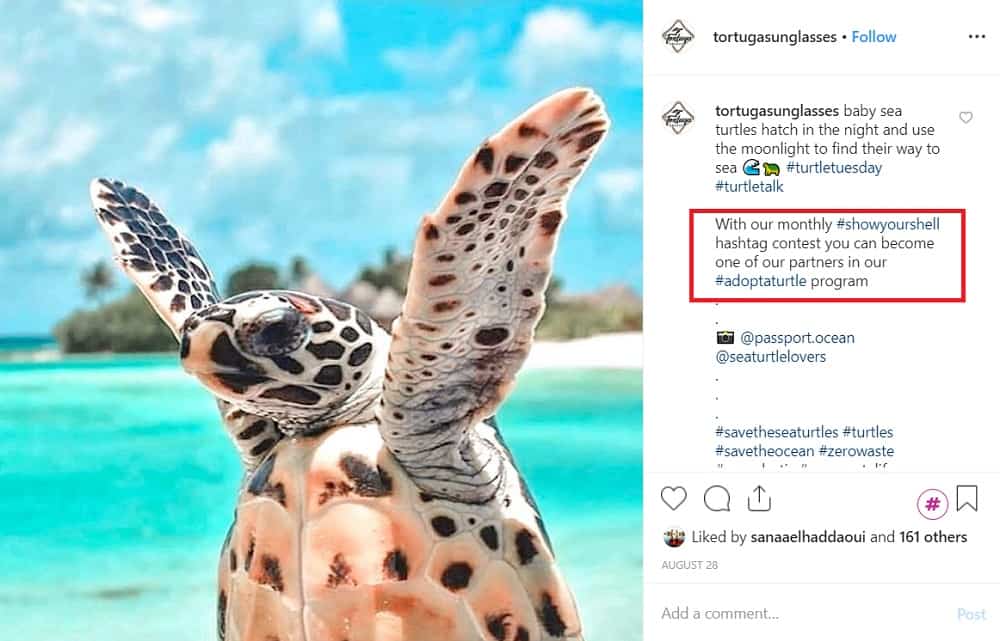 tortugasunglasses • Follow
tortugasunglasses baby sea
turtles hatch in the night and use
the moonlight to find their way to
sea 🌊🐢 #turtletuesday
#turtletalk
With our monthly #showyourshell
hashtag contest you can become
one of our partners in our
#adoptaturtle program
.
.
📷 @passport.ocean
@seaturtlelovers
.
.
.
#savetheseaturtles #turtles
#savetheocean #zerowaste
#
Liked by sanaaelhaddaoui and 161 others
AUGUST 28
Add a comment...
Post